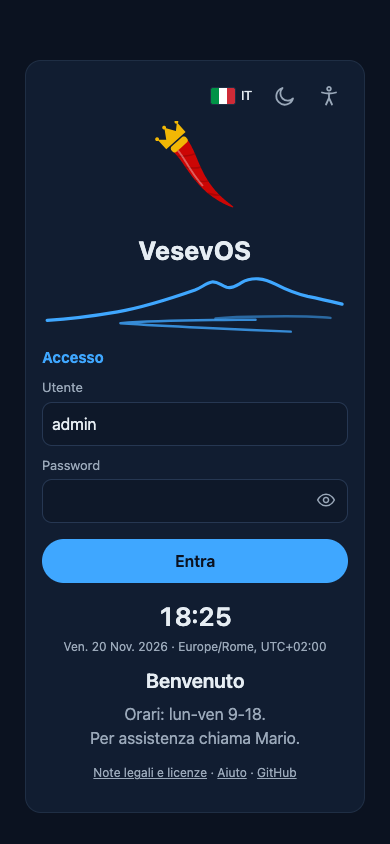 IT
VesevOS
Accesso
Utente
admin
Password
Entra
18:25
Ven. 20 Nov. 2026 · Europe/Rome, UTC+02:00
Benvenuto
Orari: lun-ven 9-18.
Per assistenza chiama Mario.
Note legali e licenze · Aiuto · GitHub